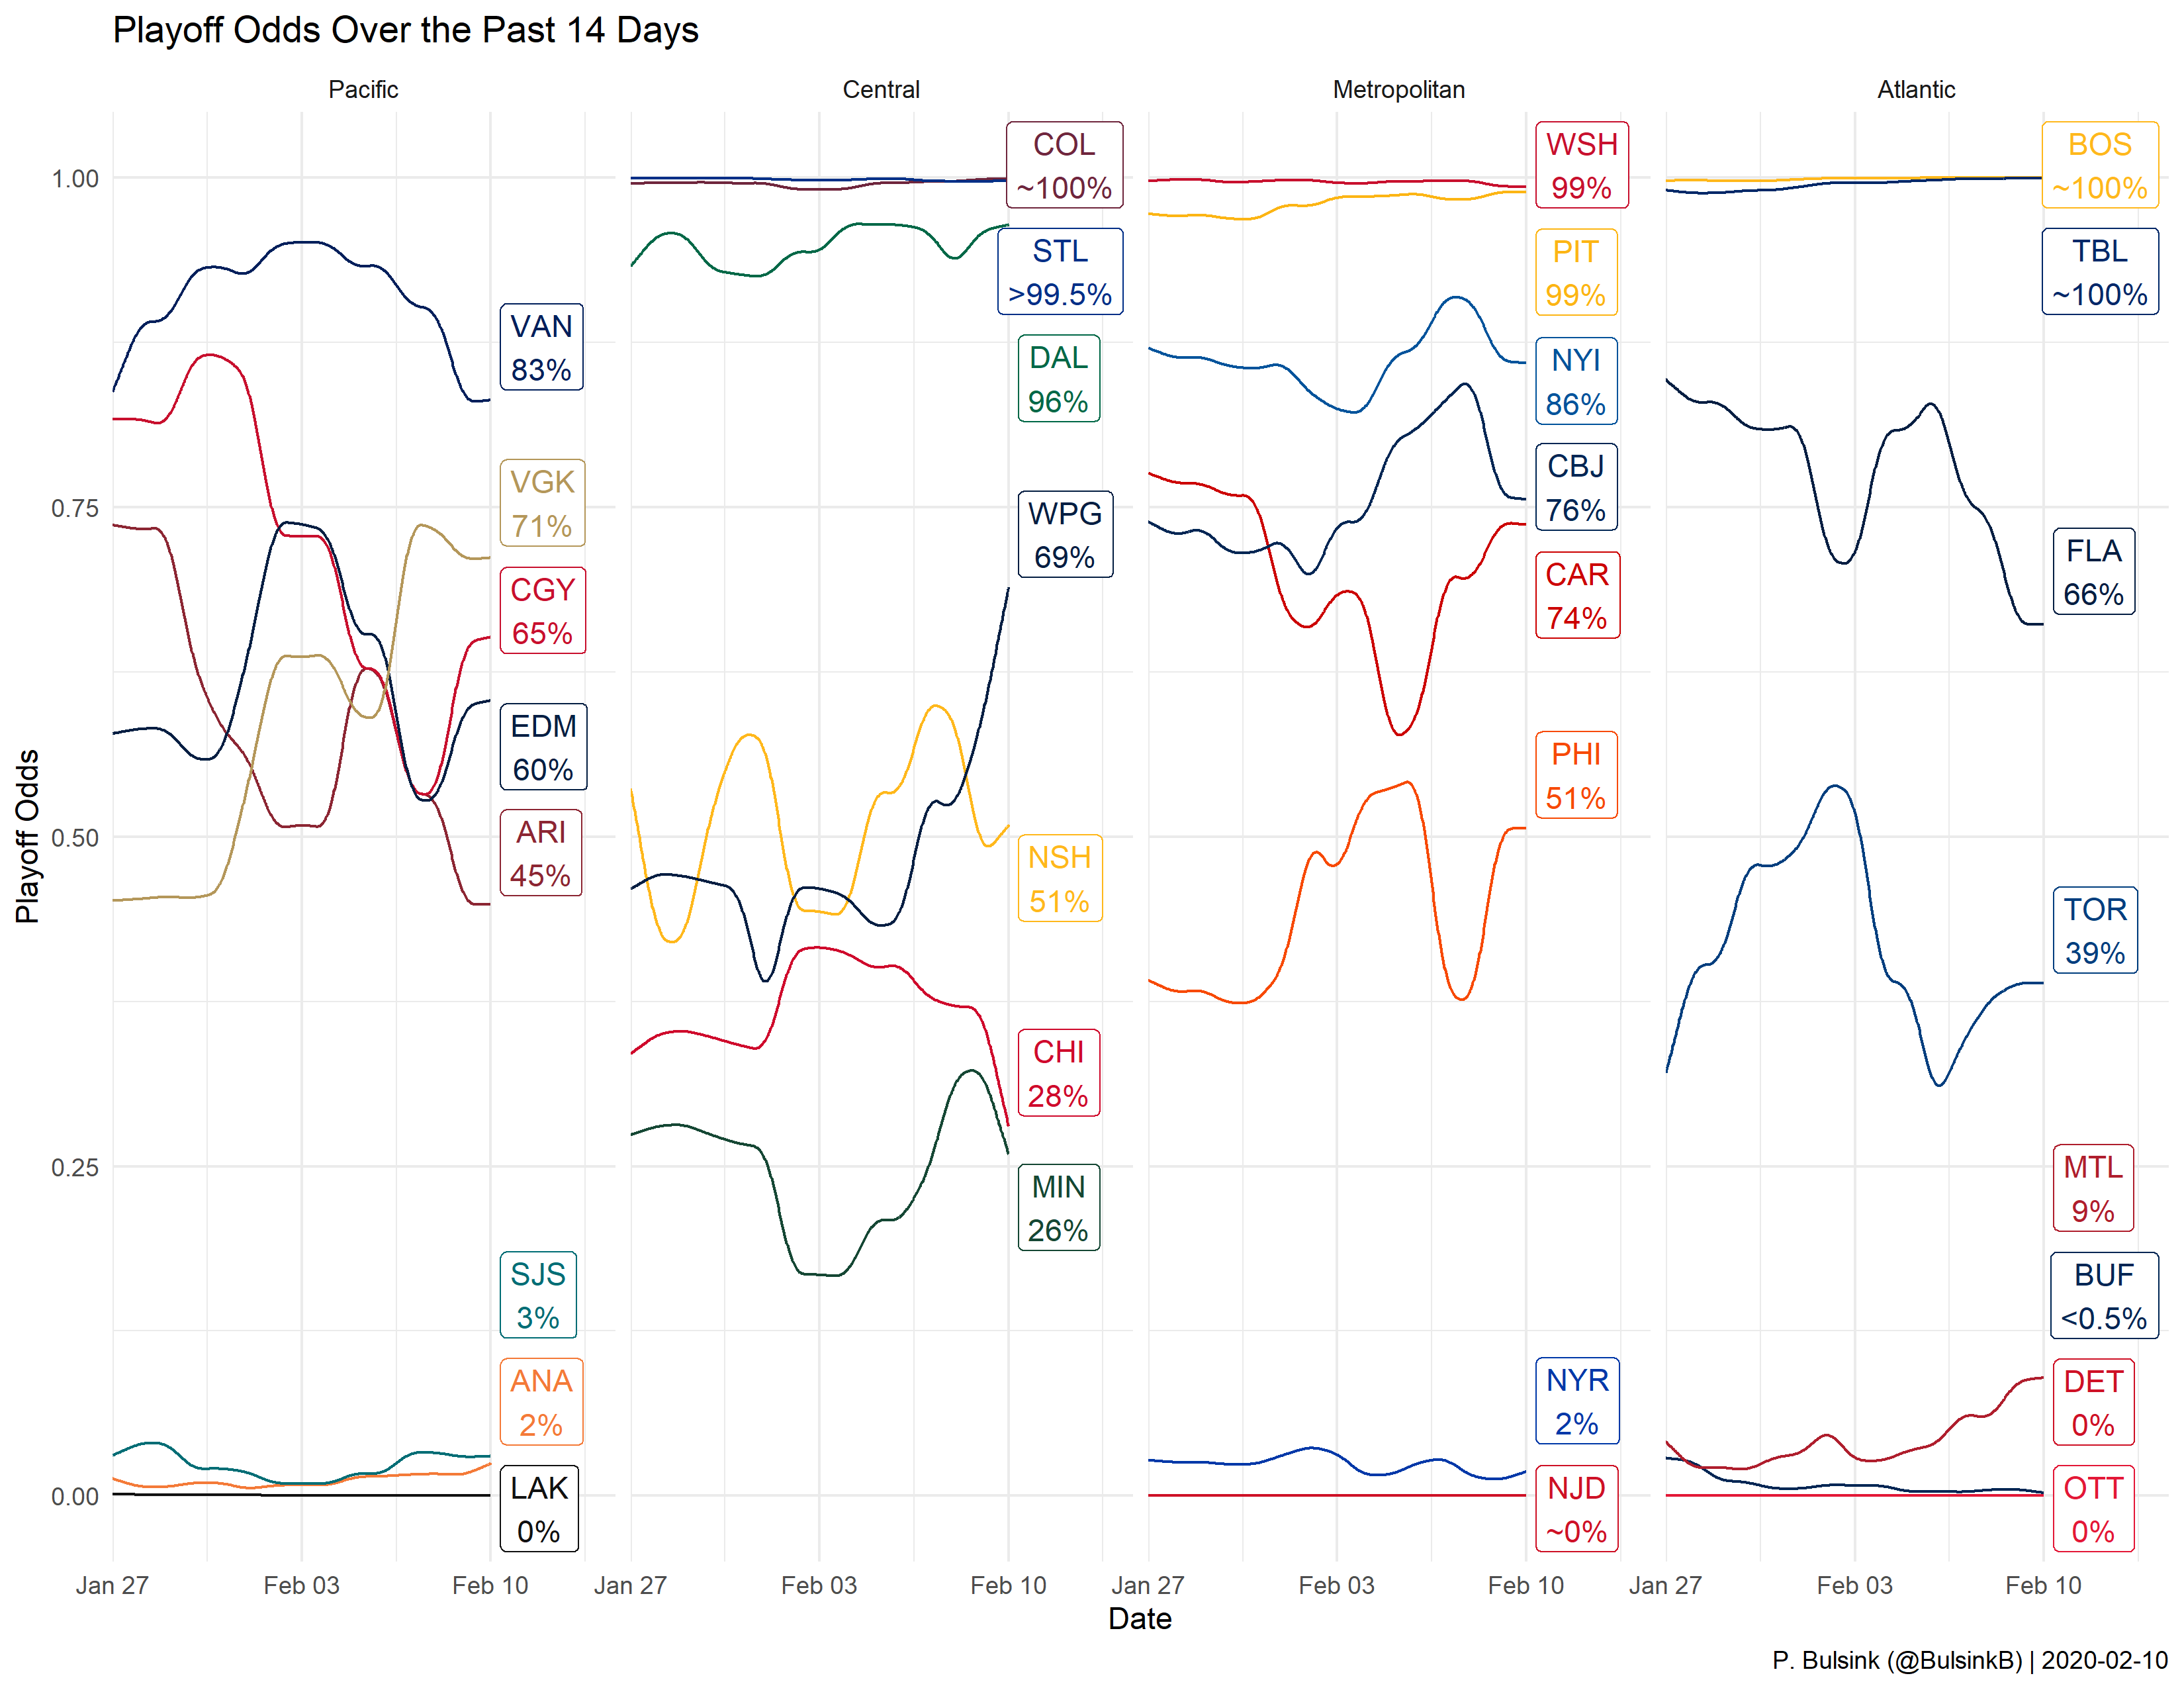 Playoff Odds Over the Past 14 Days
Pacific
Central
Metropolitan
Atlantic
Playoff Odds
1.00
0.75
0.50
0.25
0.00
VAN
83%
VGK
71%
CGY
65%
EDM
60%
ARI
45%
SJS
3%
ANA
2%
LAK
0%
COL
~100%
STL
>99.5%
DAL
96%
WPG
69%
NSH
51%
CHI
28%
MIN
26%
WSH
99%
PIT
99%
NYI
86%
CBJ
76%
CAR
74%
PHI
51%
NYR
2%
NJD
~0%
BOS
~100%
TBL
~100%
FLA
66%
TOR
39%
MTL
9%
BUF
<0.5%
DET
0%
OTT
0%
Jan 27
Feb 03
Feb 10
Jan 27
Feb 03
Feb 10
Jan 27
Feb 03
Feb 10
Jan 27
Feb 03
Feb 10
Date
P. Bulsink (@BulsinkB) | 2020-02-10